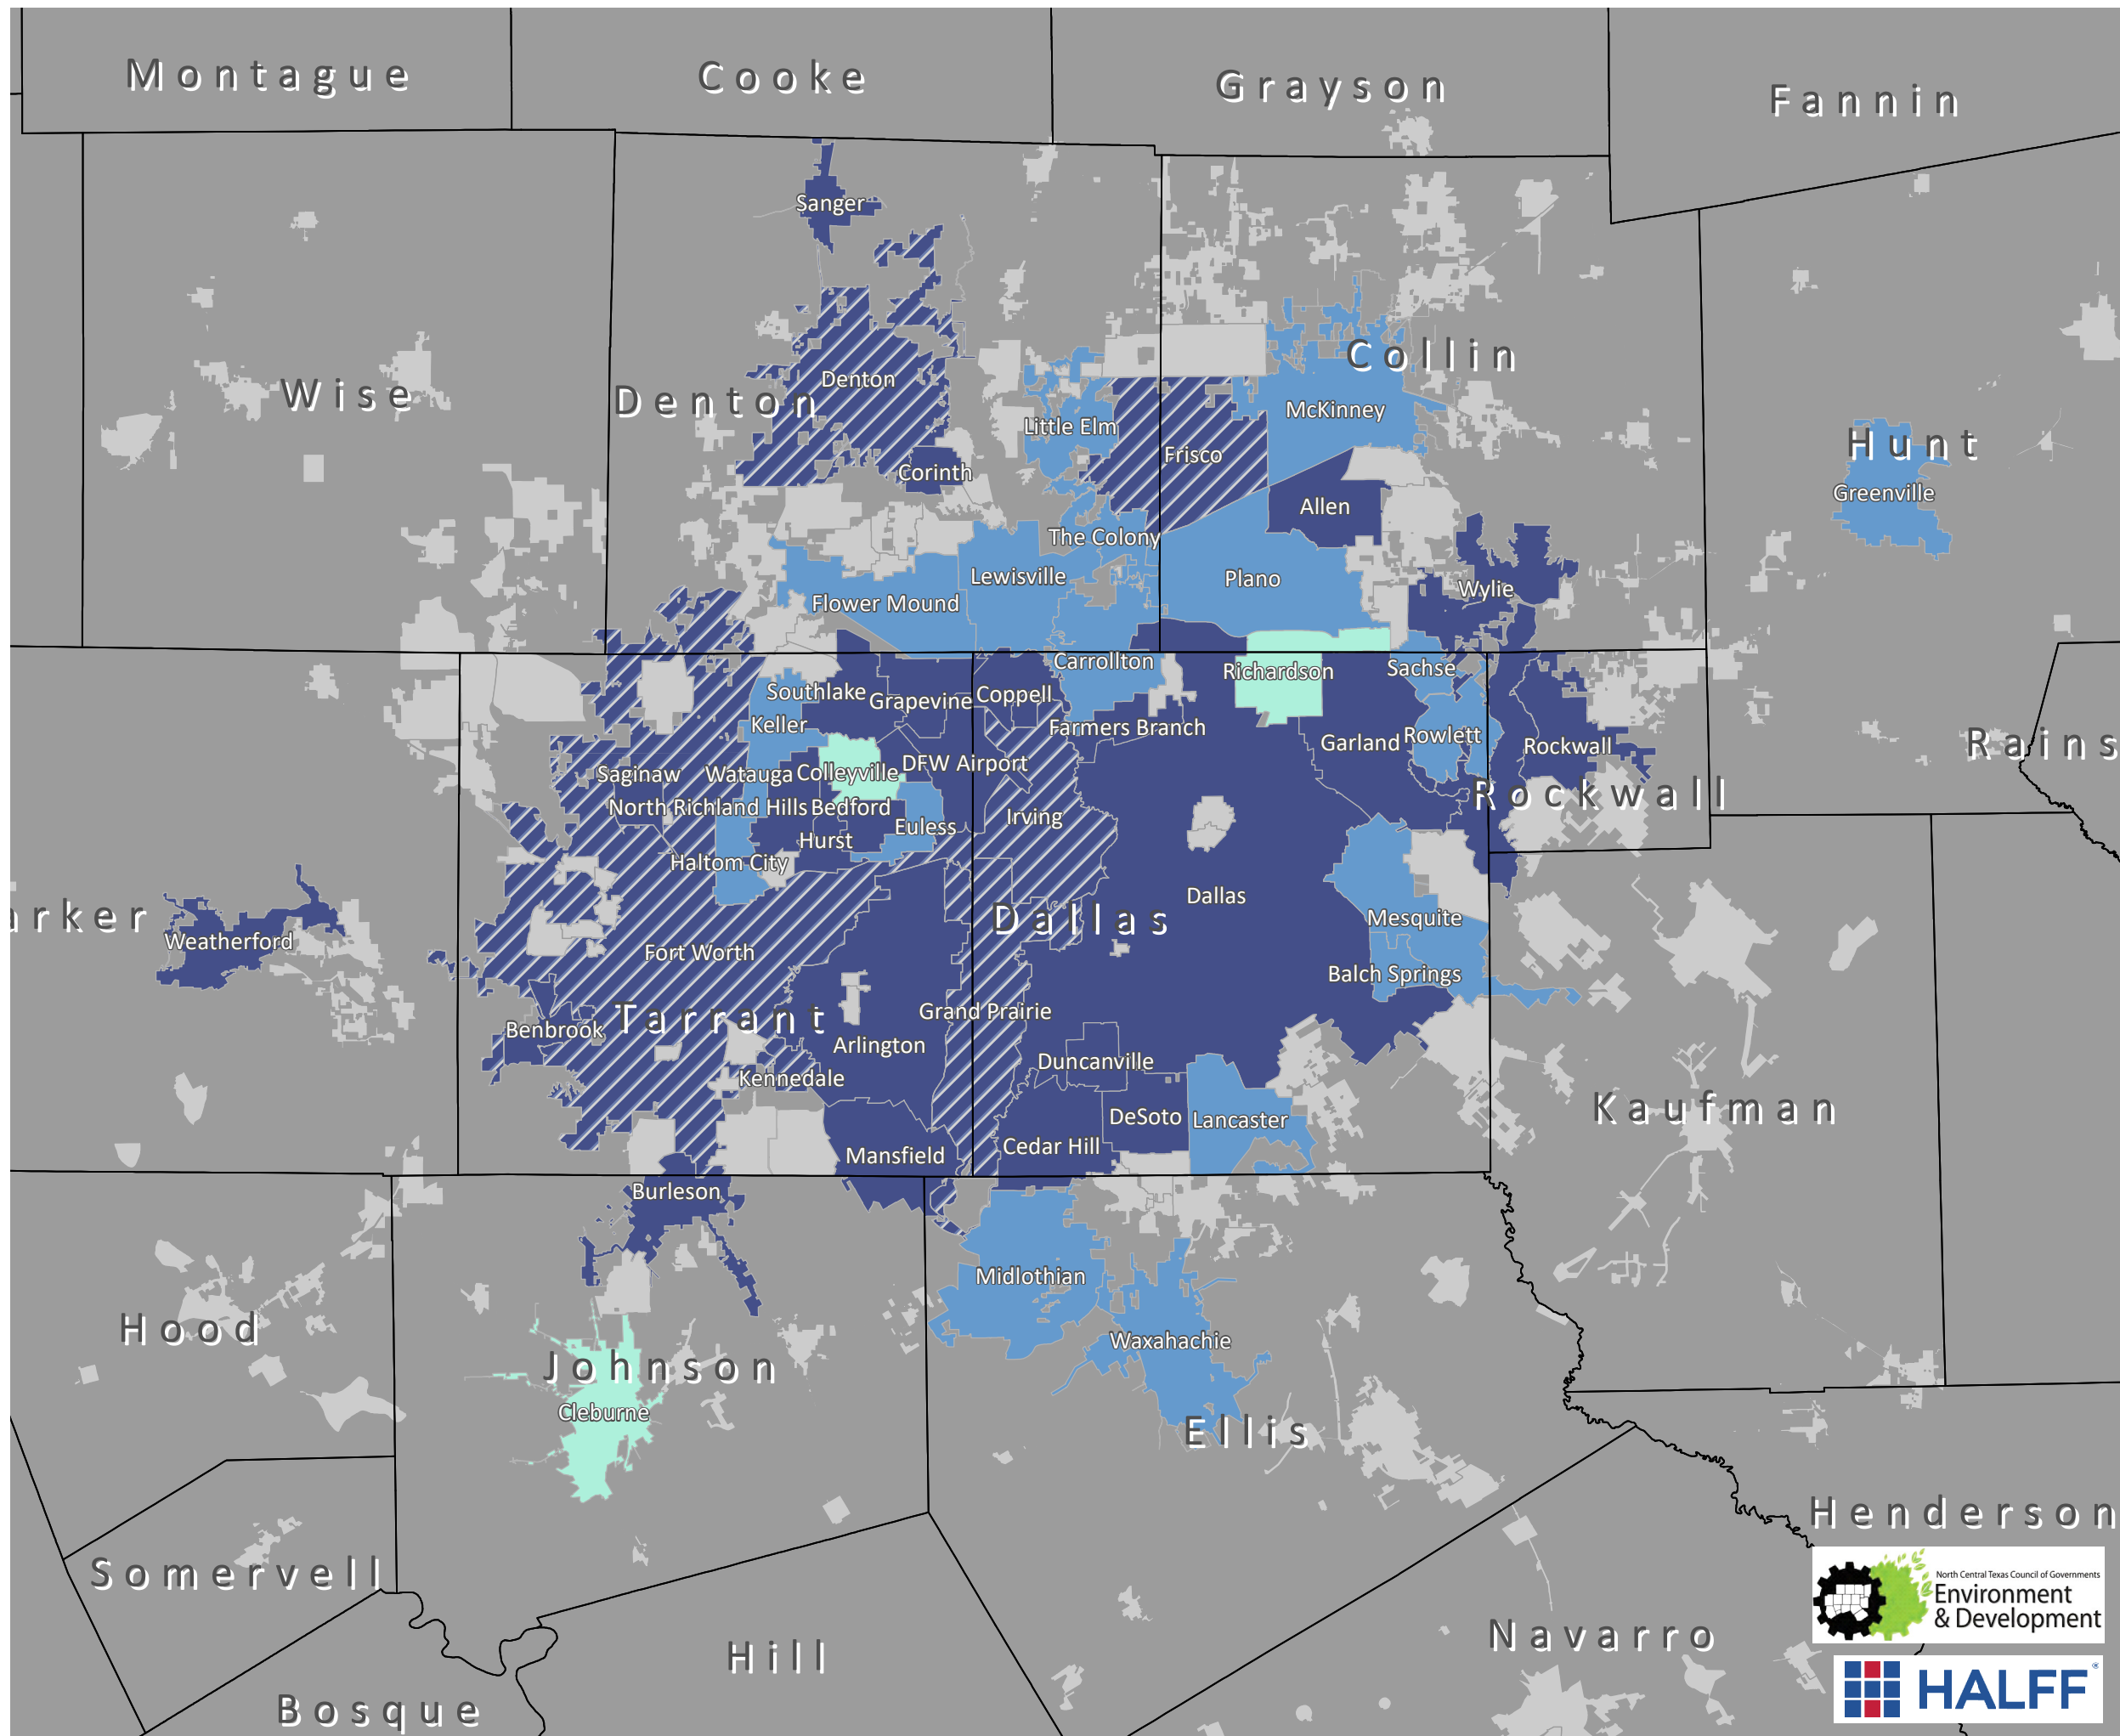 Montague
Cooke
Grayson
Fannin
Sanger
Denton
Wise
Denton
Collin
McKinney
Little Elm
Frisco
Corinth
Hunt
Greenville
Allen
The Colony
Lewisville
Plano
Wylie
Flower Mound
Carrollton
Richardson
Sachse
Southlake
Grapevine
Coppell
Keller
Farmers Branch
Garland
Rowlett
Rockwall
Rains
DFW Airport
Saginaw
Watauga
Colleyville
Rockwall
North Richland Hills
Bedford
Irving
Euless
Hurst
Haltom City
Dallas
arker
Dallas
Mesquite
Weatherford
Fort Worth
Balch Springs
Grand Prairie
Tarrant
Benbrook
Arlington
Duncanville
Kennedale
Kaufman
DeSoto
Lancaster
Cedar Hill
Mansfield
Burleson
Midlothian
Hood
Waxahachie
Johnson
Cleburne
Ellis
Henderson
Somervell
North Central Texas Council of Governments
Environment
& Development
Navarro
Hill
HALFF
Bosque